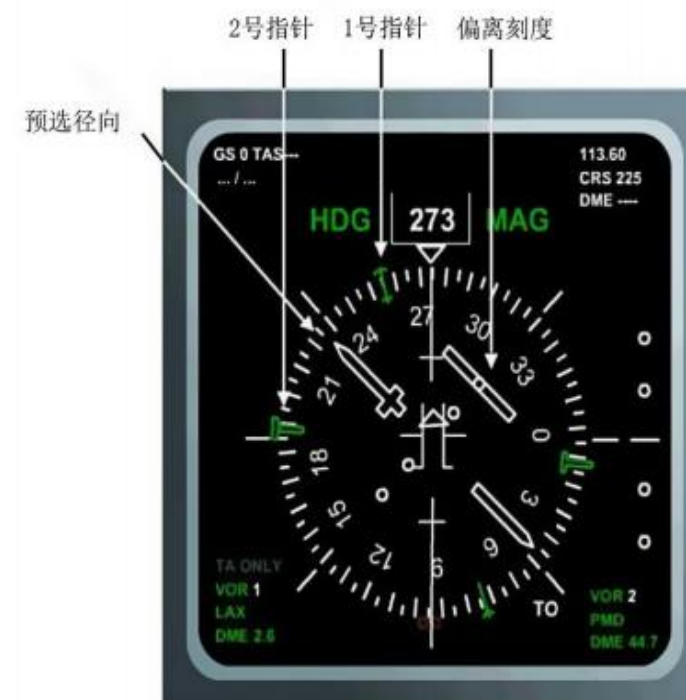 2号指针 1号指针 偏离刻度
预选径向
GS 0 TAS---
... / ...
113.60
CRS 225
DME ----
HDG 273 MAG
27
30
24
33
21
0
18
3
15
6
12
9
TO
TA ONLY
VOR 1
LAX
DME 2.6
VOR 2
PMD
DME 44.7